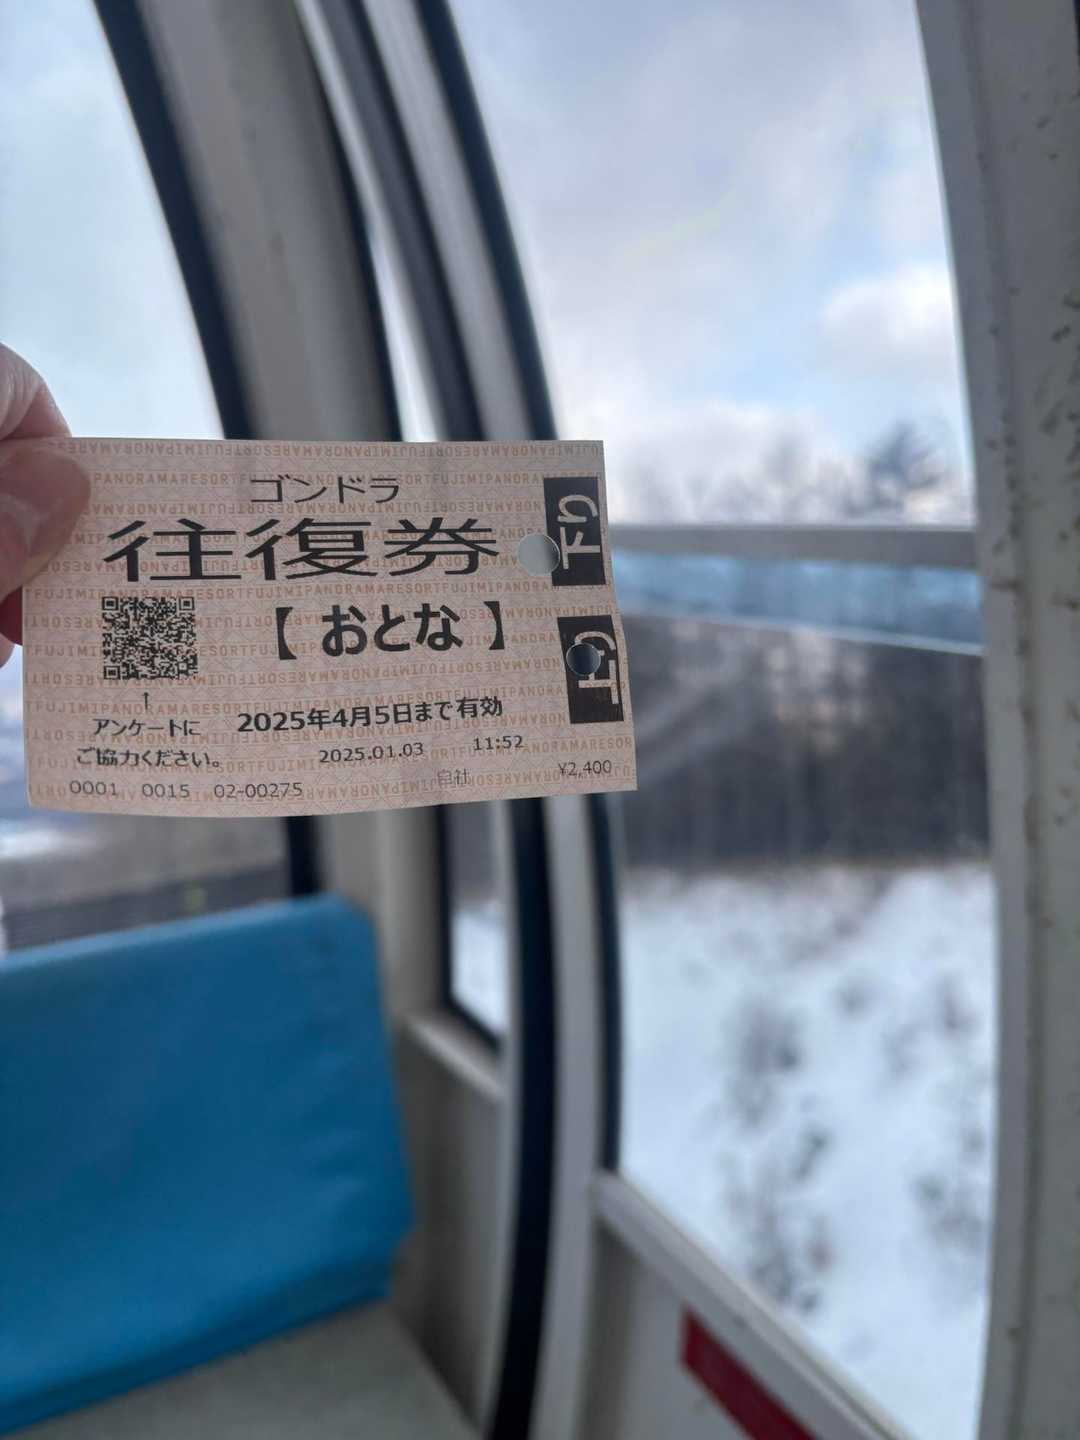 ゴンドラ
往復券
【おとな】
下り
上り
↑
アンケートに
ご協力ください。
2025年4月5日まで有効
2025.01.03 11:52
自社 ¥2,400
0001 0015 02-00275
FUJIMIPANORAMARESORT